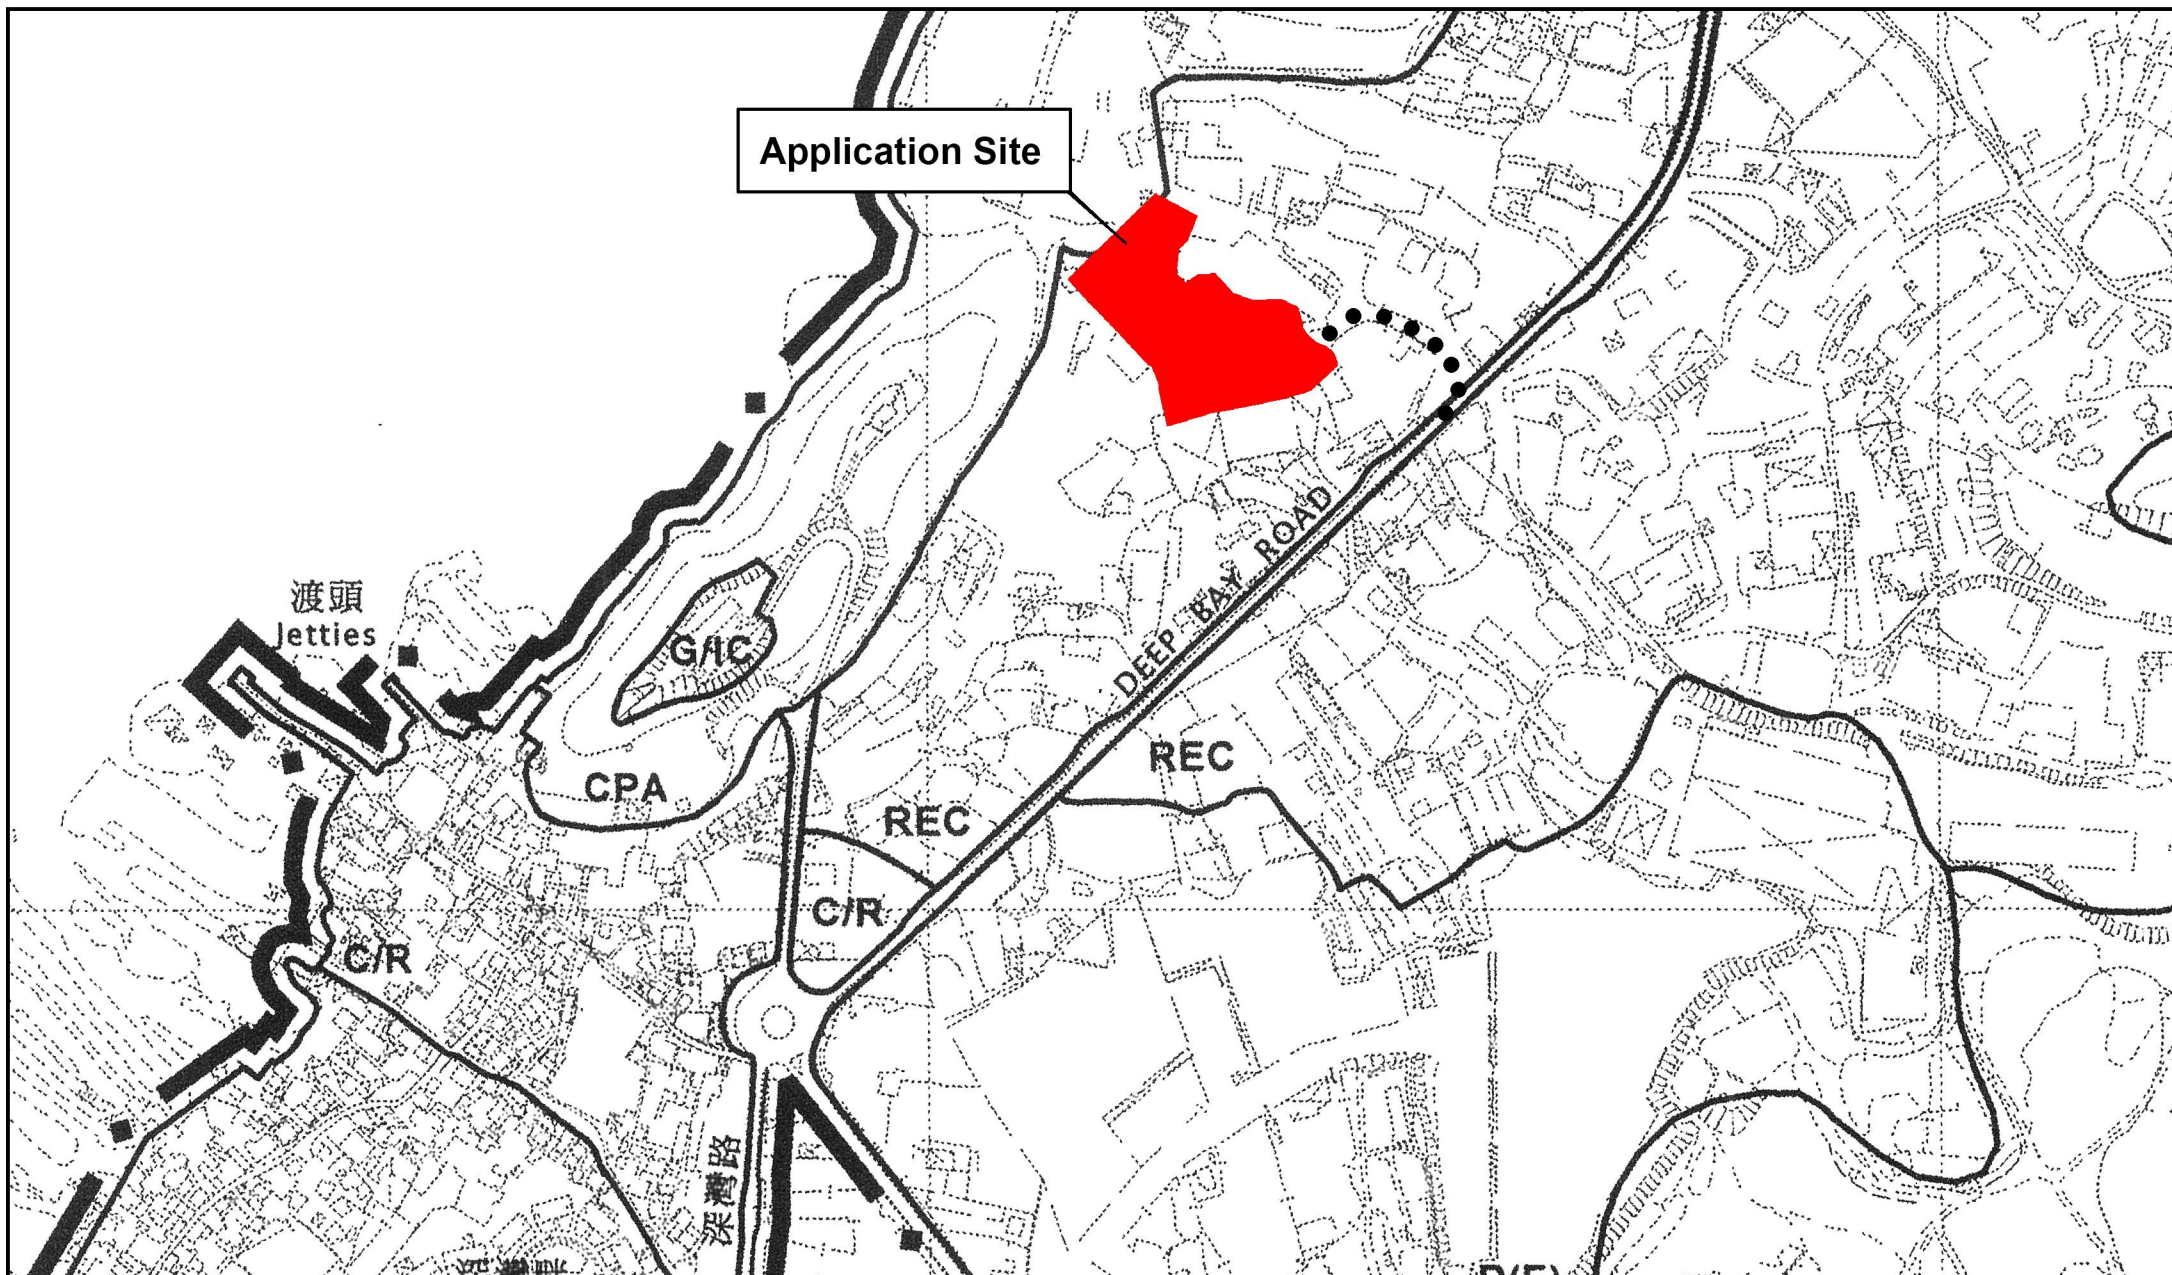 Application Site
渡頭
Jetties
G/IC
DEEP BAY ROAD
CPA
REC
REC
C/R
C/R
深灣路